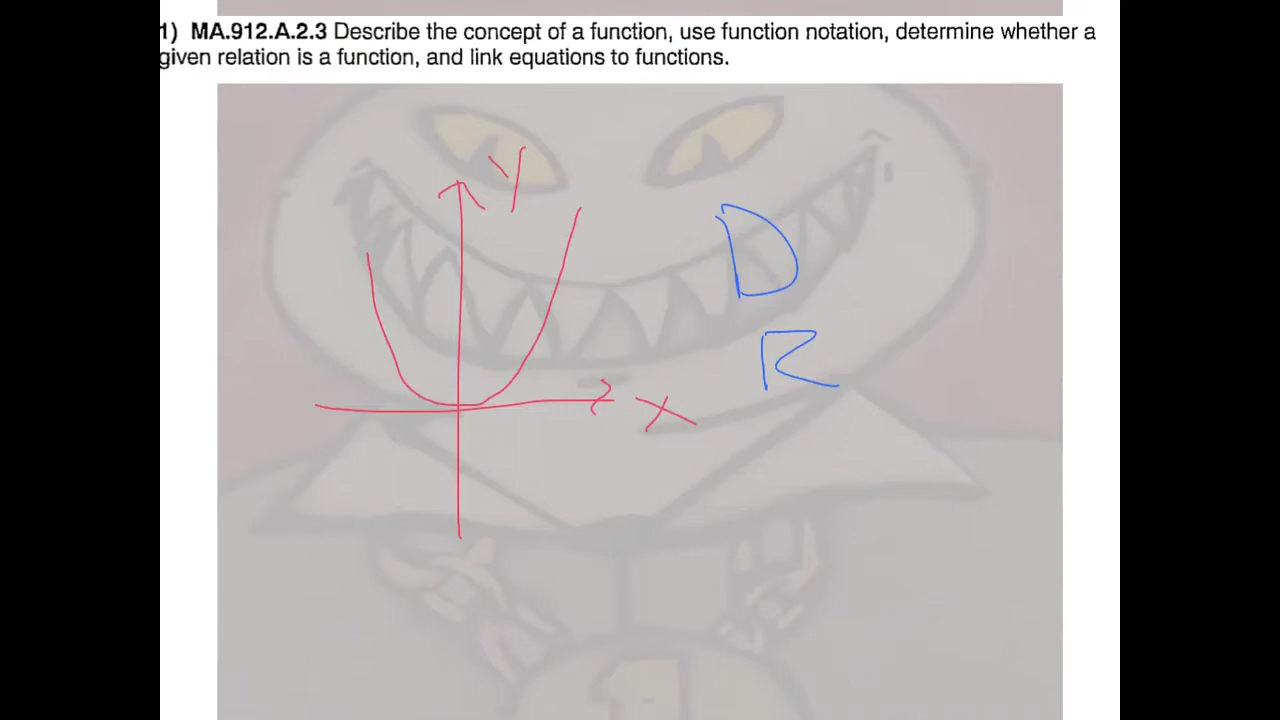 1) MA.912.A.2.3 Describe the concept of a function, use function notation, determine whether a
given relation is a function, and link equations to functions.
y
D
R
x
1